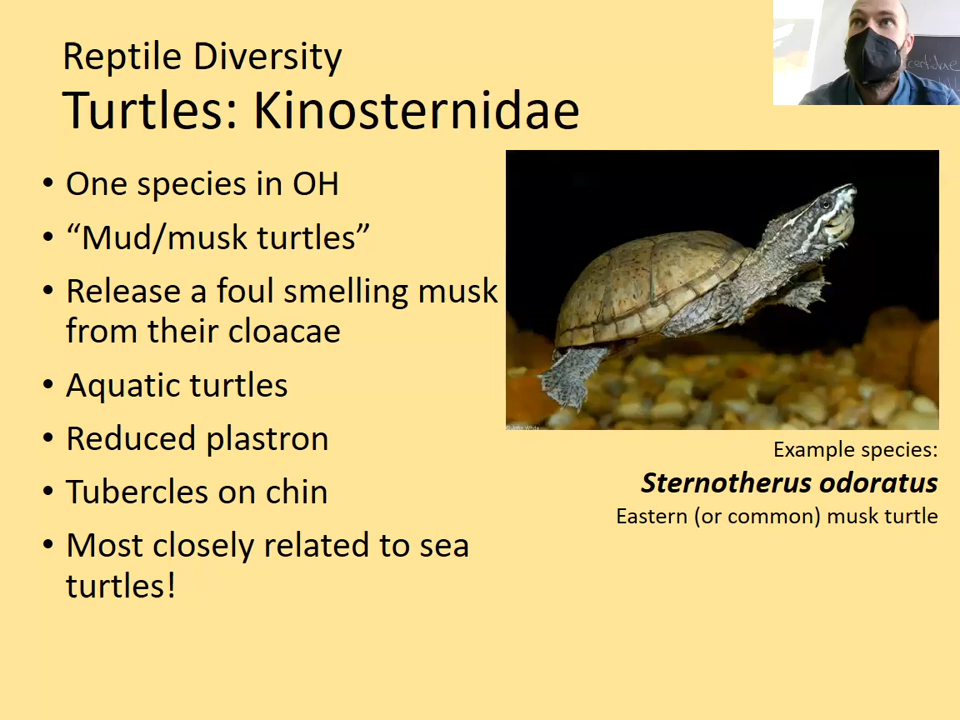 Reptile Diversity
Turtles: Kinosternidae
• One species in OH
• “Mud/musk turtles”
• Release a foul smelling musk
from their cloacae
• Aquatic turtles
• Reduced plastron
• Tubercles on chin
• Most closely related to sea
turtles!
© John White
Example species:
Sternotherus odoratus
Eastern (or common) musk turtle